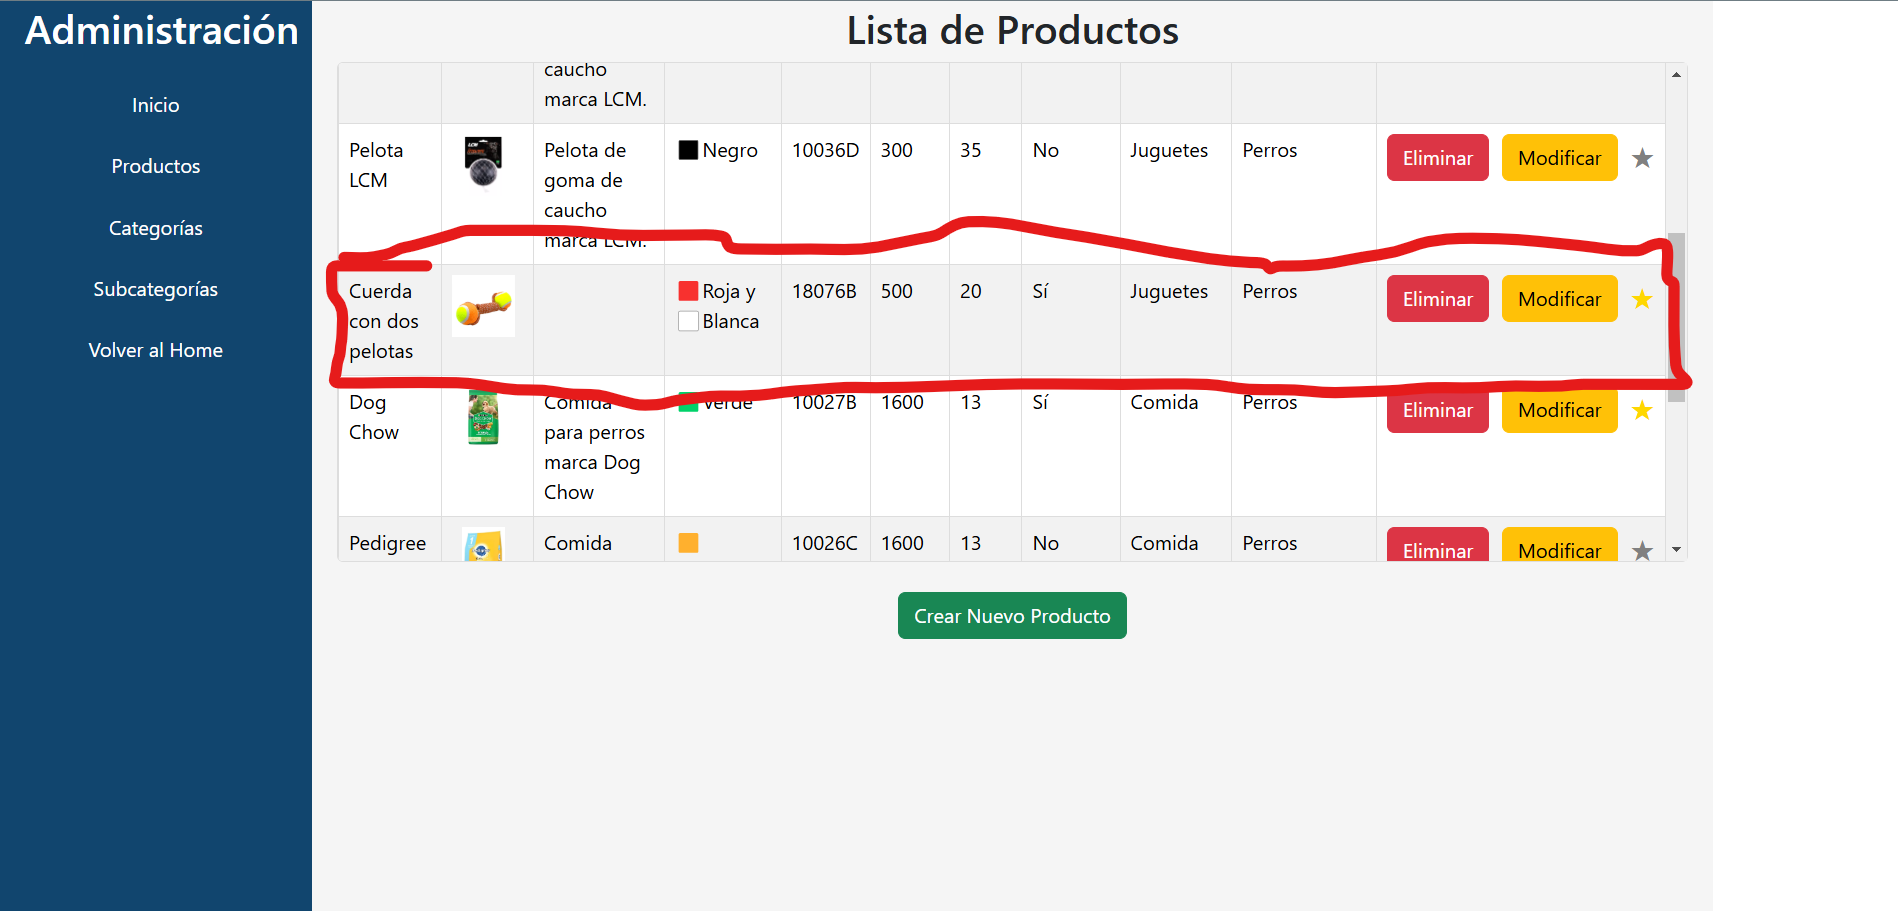 Administración
Inicio
Productos
Categorías
Subcategorías
Volver al Home
Lista de Productos
caucho
marca LCM.
Pelota
LCM
Pelota de
goma de
caucho
marca LCM.
Negro
10036D
300
35
No
Juguetes
Perros
Eliminar
Modificar
Cuerda
con dos
pelotas
Roja y
Blanca
18076B
500
20
Sí
Juguetes
Perros
Eliminar
Modificar
Dog
Chow
Comida
para perros
marca Dog
Chow
Verde
10027B
1600
13
Sí
Comida
Perros
Eliminar
Modificar
Pedigree
Comida
10026C
1600
13
No
Comida
Perros
Eliminar
Modificar
Crear Nuevo Producto